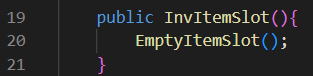 19 public InvItemSlot(){
20 EmptyItemSlot();
21 }